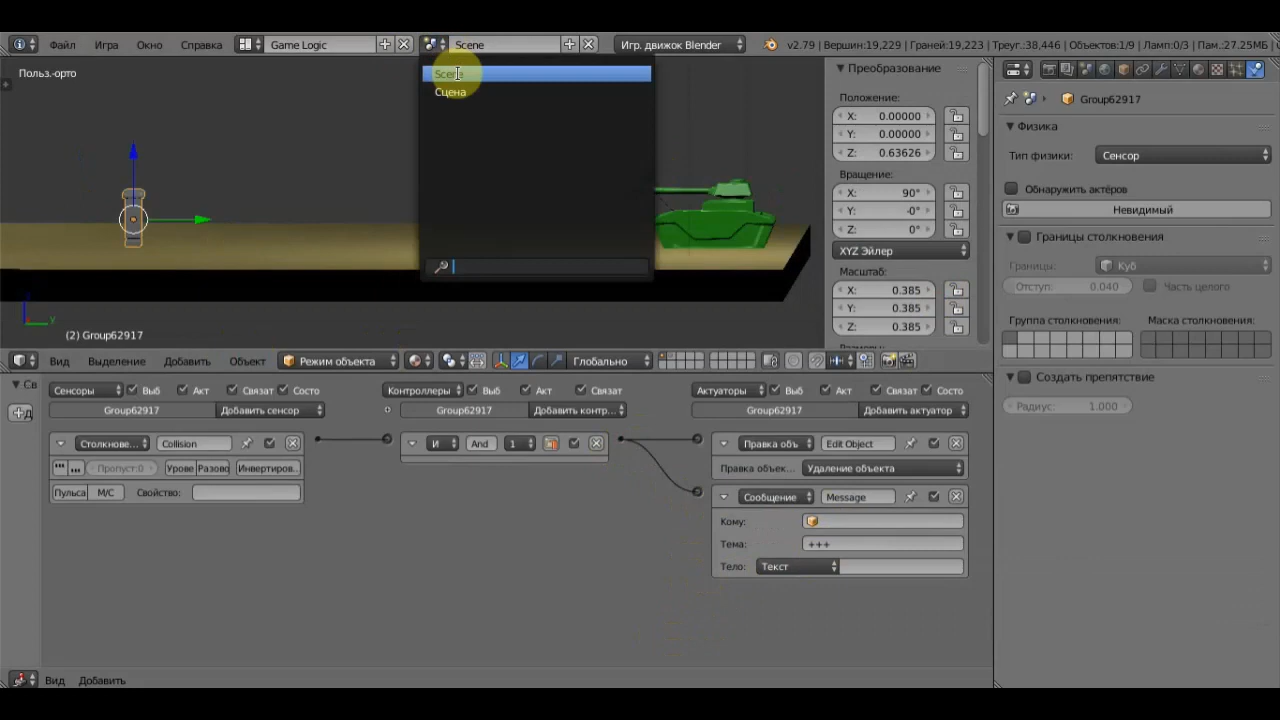 Файл Игра Окно Справка Game Logic Scene Игр. движок Blender v2.79 | Вершин:19,229 | Граней:19,223 | Треуг.:38,446 | Объектов:1/9 | Ламп:0/3 | Пам.:27.25МБ
Польз.-орто
Scene
Сцена
(2) Group62917
Преобразование
Положение:
X: 0.00000
Y: 0.00000
Z: 0.63626
Вращение:
X: 90°
Y: -0°
Z: 0°
XYZ Эйлер
Масштаб:
X: 0.385
Y: 0.385
Z: 0.385
Group62917
Физика
Тип физики: Сенсор
Обнаружить актёров
Невидимый
Границы столкновения
Границы: Куб
Отступ: 0.040 Часть целого
Группа столкновения: Маска столкновения:
Создать препятствие
Радиус: 1.000
Вид Выделение Добавить Объект Режим объекта Глобально
Св
Сенсоры Выб Акт Связат Состо Контроллеры Выб Акт Связат Актуаторы Выб Акт Связат Состо
Group62917 Добавить сенсор Group62917 Добавить контр... Group62917 Добавить актуатор
Столкнове... Collision И And 1 Правка объ Edit Object
Пропуст:0 Урове Разово Инвертиров.. Правка объек... Удаление объекта
Пульса М/С Свойство: Сообщение Message
Кому:
Тема: +++
Тело: Текст
Вид Добавить